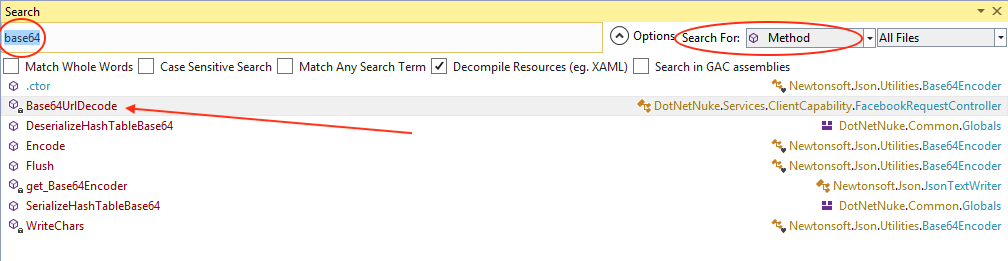 Search
base64
Options
Search For: Method All Files
Match Whole Words Case Sensitive Search Match Any Search Term Decompile Resources (eg. XAML) Search in GAC assemblies
.ctor Newtonsoft.Json.Utilities.Base64Encoder
Base64UrlDecode DotNetNuke.Services.ClientCapability.FacebookRequestController
DeserializeHashTableBase64 DotNetNuke.Common.Globals
Encode Newtonsoft.Json.Utilities.Base64Encoder
Flush Newtonsoft.Json.Utilities.Base64Encoder
get_Base64Encoder Newtonsoft.Json.JsonTextWriter
SerializeHashTableBase64 DotNetNuke.Common.Globals
WriteChars Newtonsoft.Json.Utilities.Base64Encoder